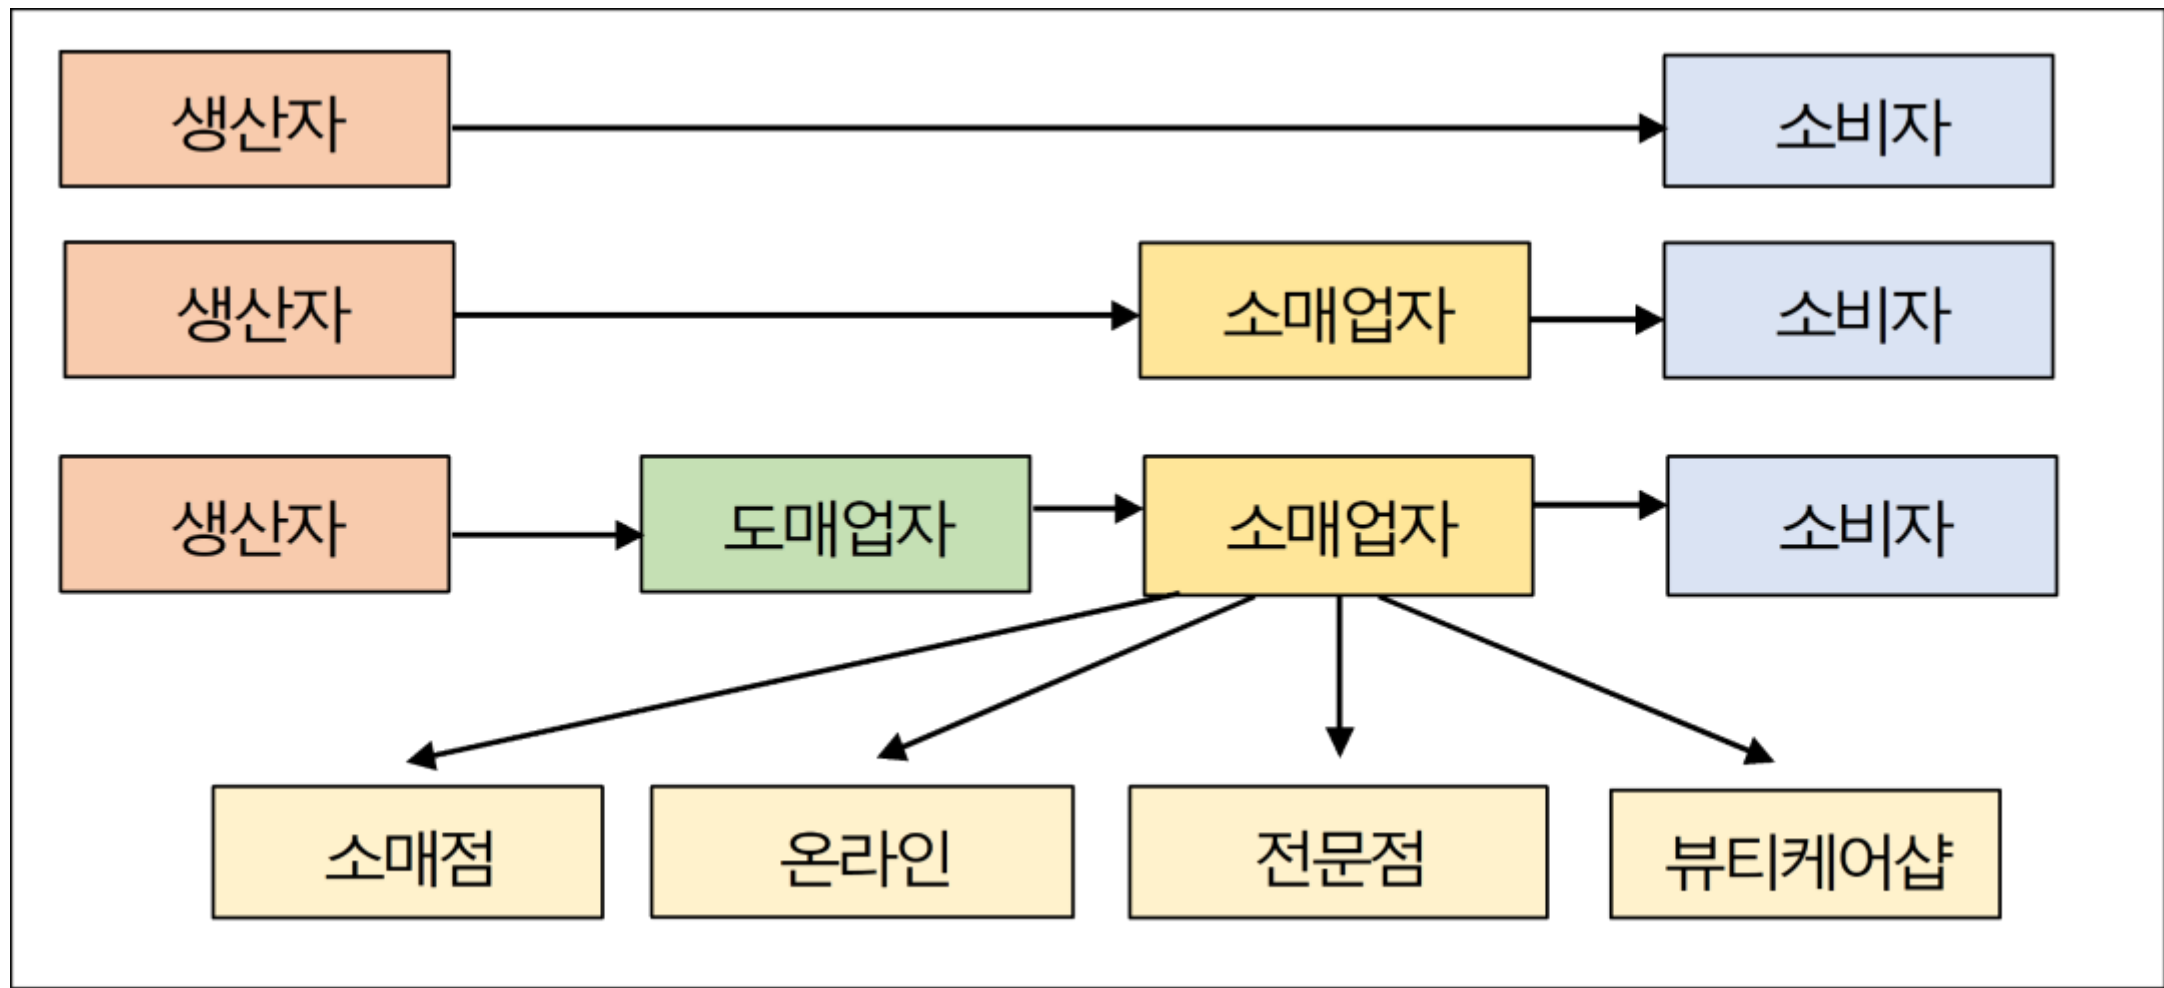 생산자
소비자
생산자
소매업자
소비자
생산자
도매업자
소매업자
소비자
소매점
온라인
전문점
뷰티케어샵